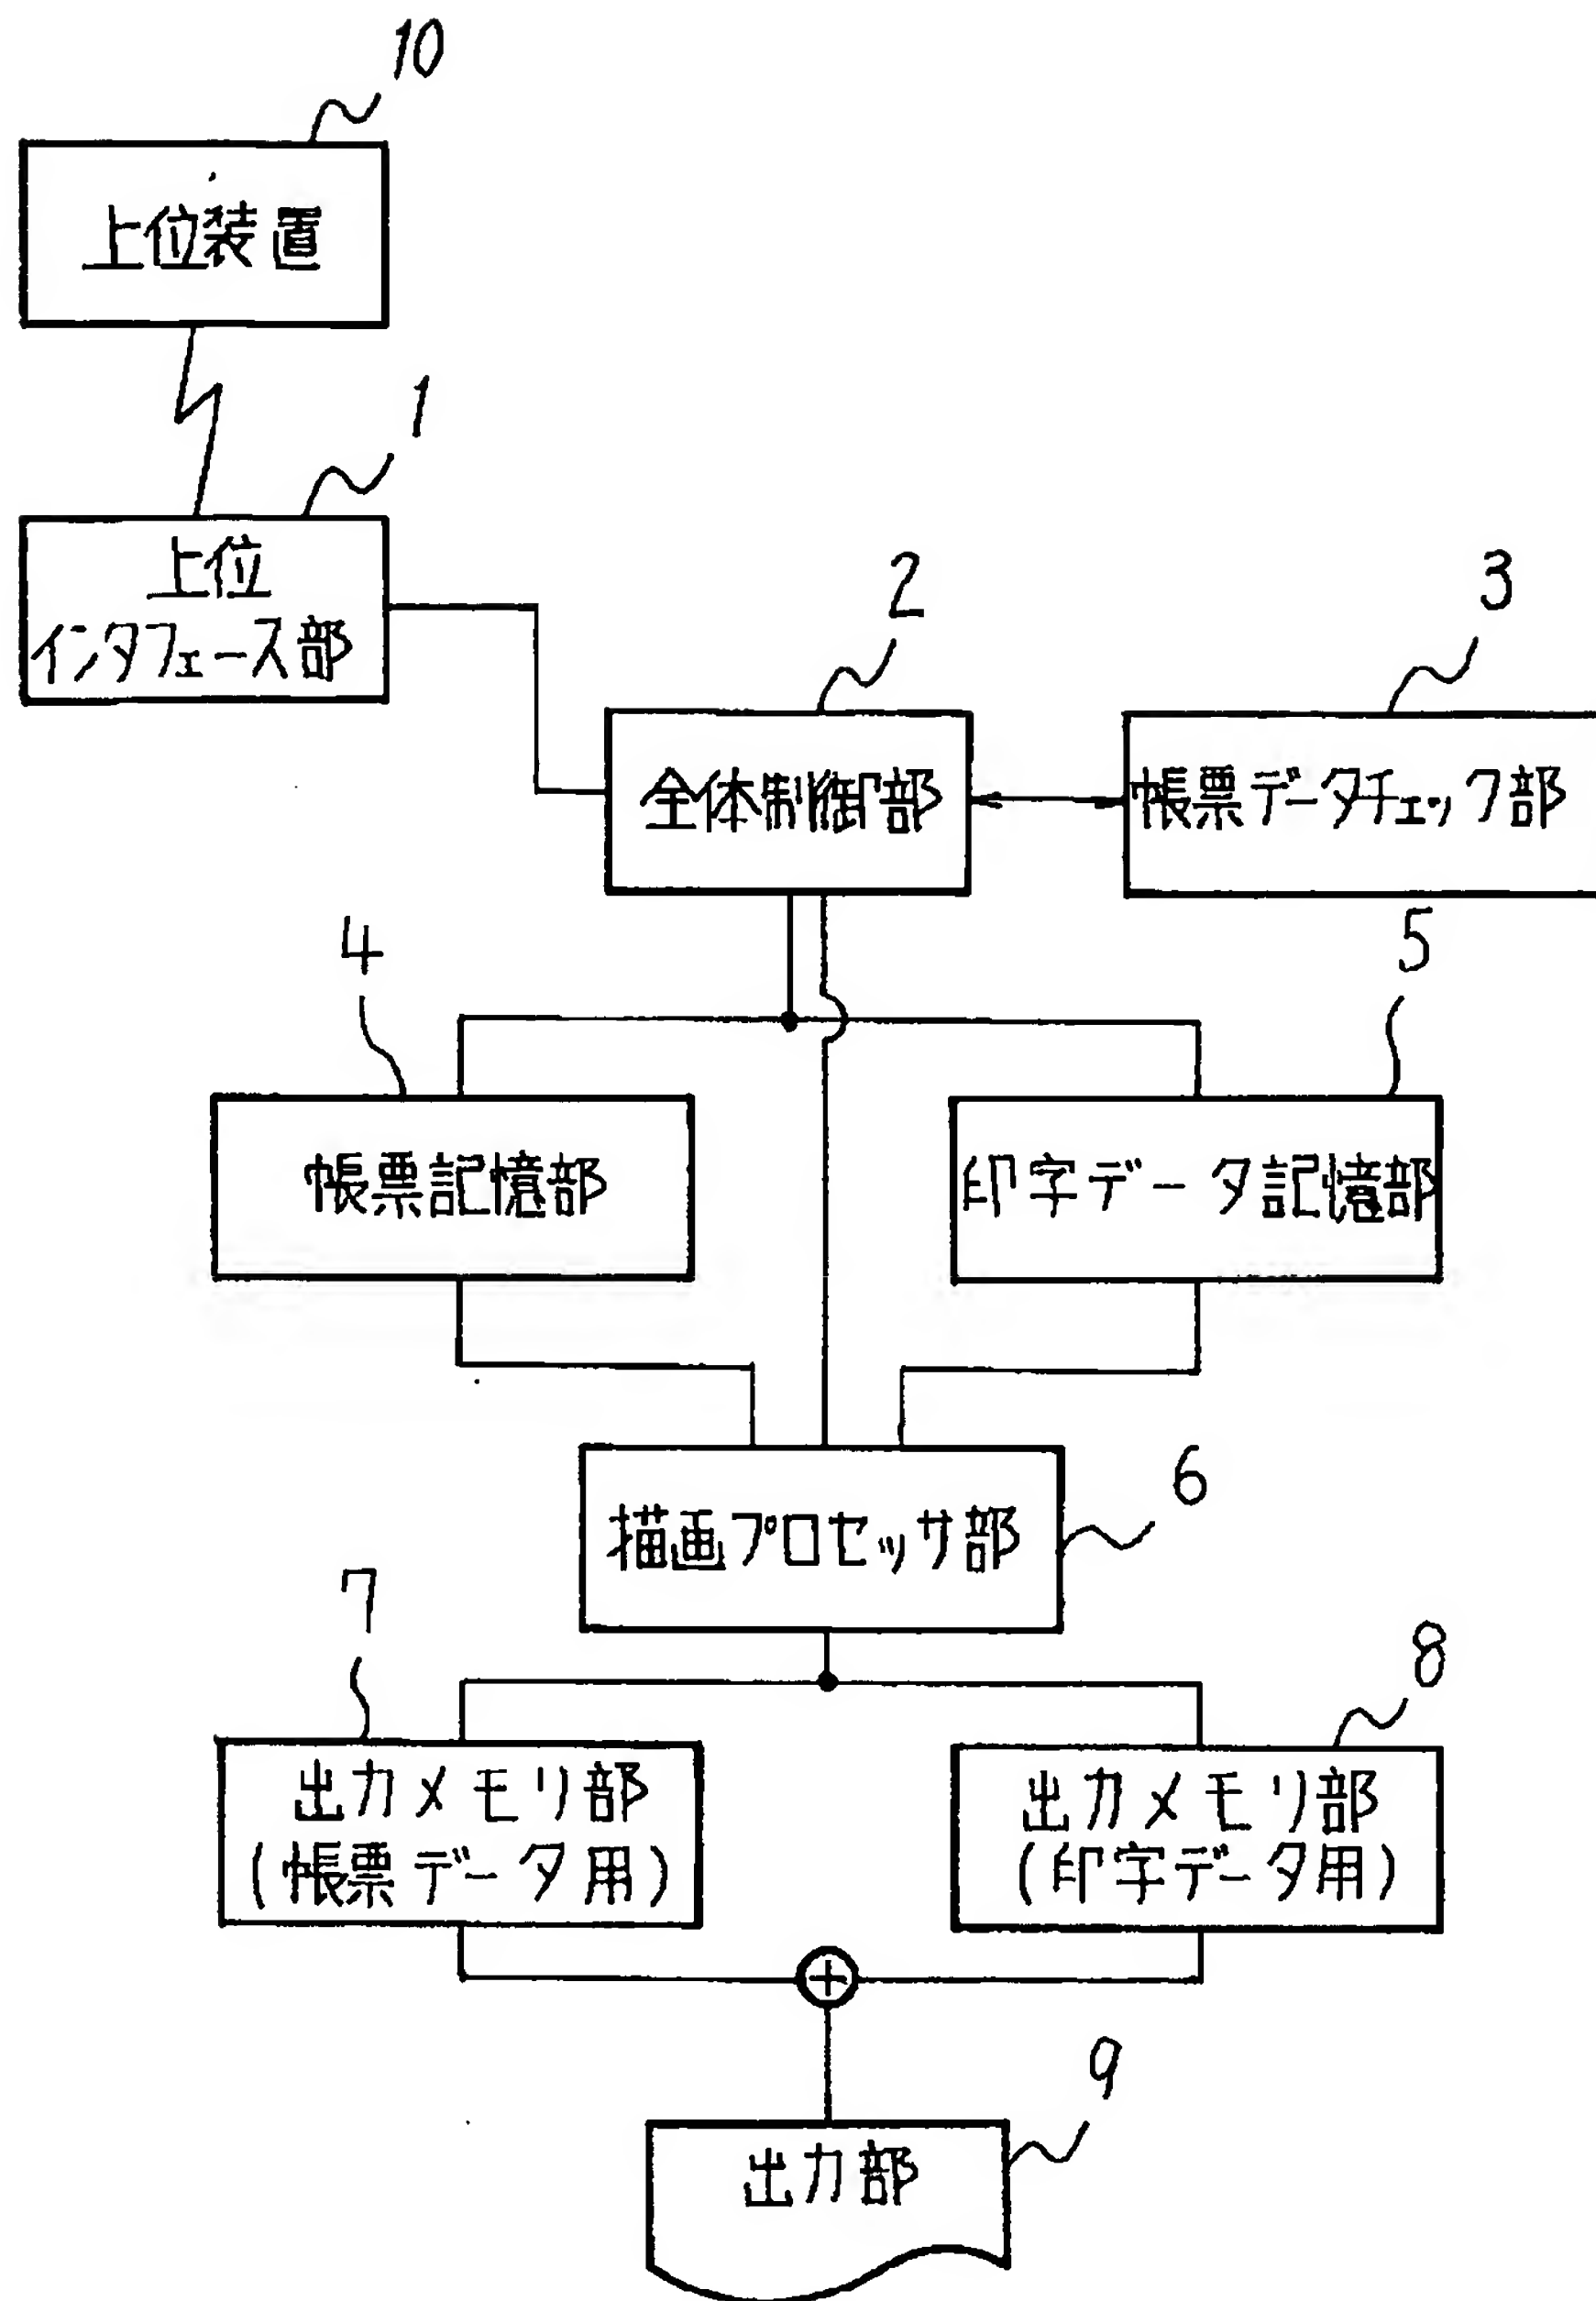 10
上位装置
1
上位
インタフェース部
2
3
全体制御部
帳票データチェック部
4
5
帳票記憶部
印字データ記憶部
6
描画プロセッサ部
7
8
出力メモリ部
(帳票データ用)
出力メモリ部
(印字データ用)
+
9
出力部